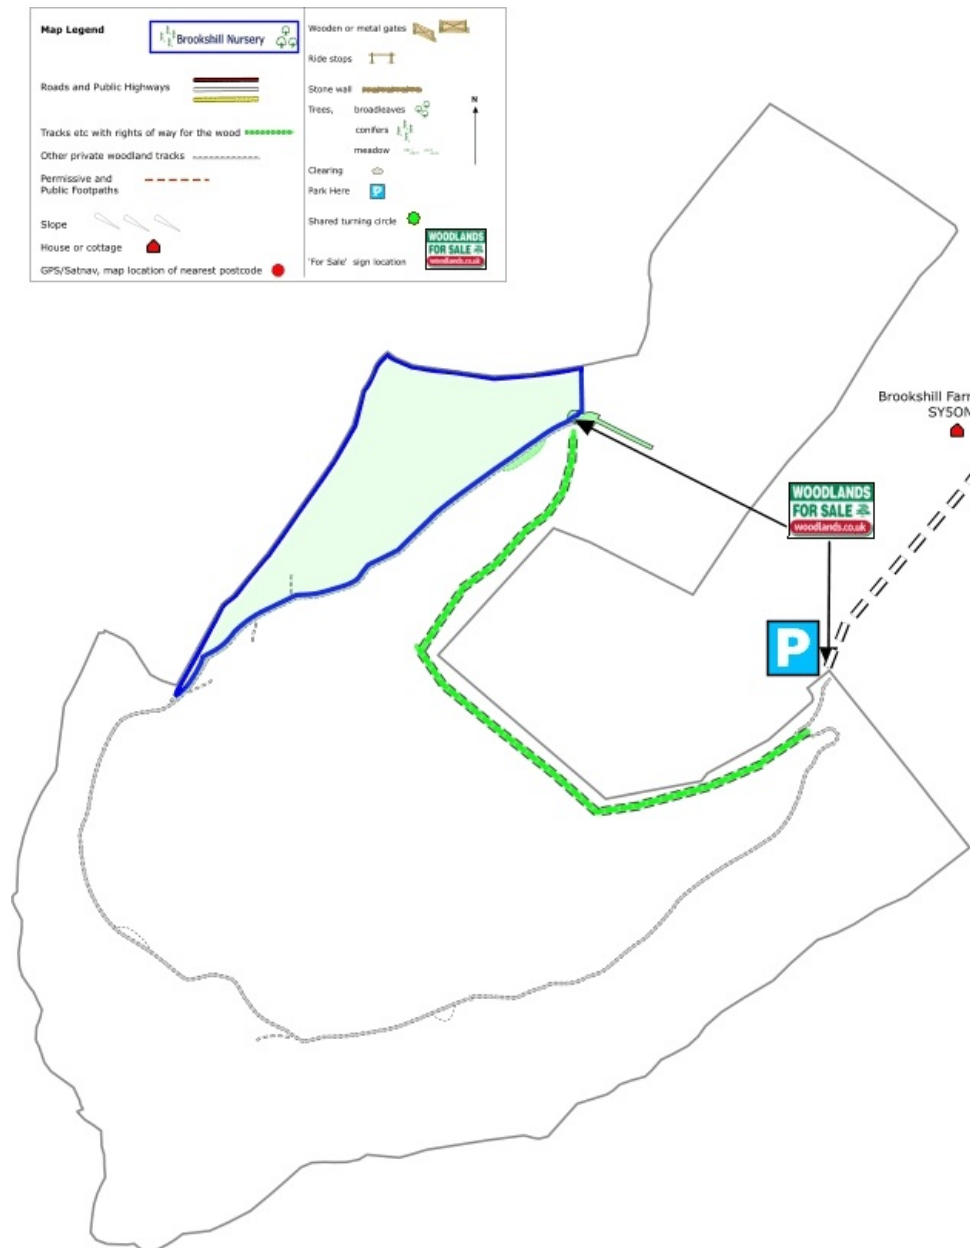 Map Legend
Brookshill Nursery
Roads and Public Highways
Tracks etc with rights of way for the wood
Other private woodland tracks
Permissive and
Public Footpaths
Slope
House or cottage
GPS/Satnav, map location of nearest postcode
Wooden or metal gates
Ride stops
Stone wall
Trees, broadleaves
conifers
meadow
Clearing
Park Here
P
Shared turning circle
'For Sale' sign location
WOODLANDS
FOR SALE
woodlands.co.uk
N
Brookshill Far
SY5ON
WOODLANDS
FOR SALE
woodlands.co.uk
P